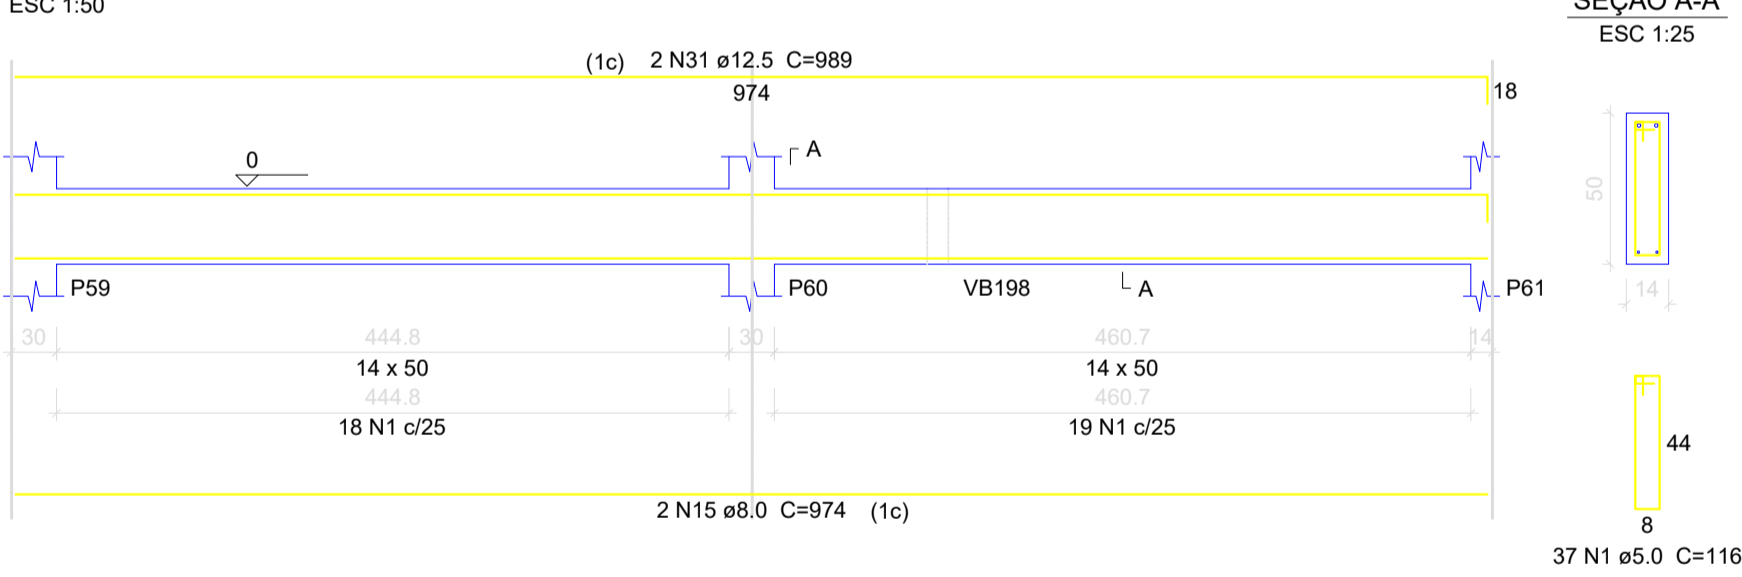 ESC 1:50
SEÇÃO A-A
ESC 1:25
(1c) 2 N31 ø12.5 C=989
974
18
A
0
50
14
P59
P60
VB198
A
P61
30
444.8
30
460.7
14
14 x 50
14 x 50
444.8
460.7
18 N1 c/25
19 N1 c/25
44
2 N15 ø8.0 C=974 (1c)
8
37 N1 ø5.0 C=116